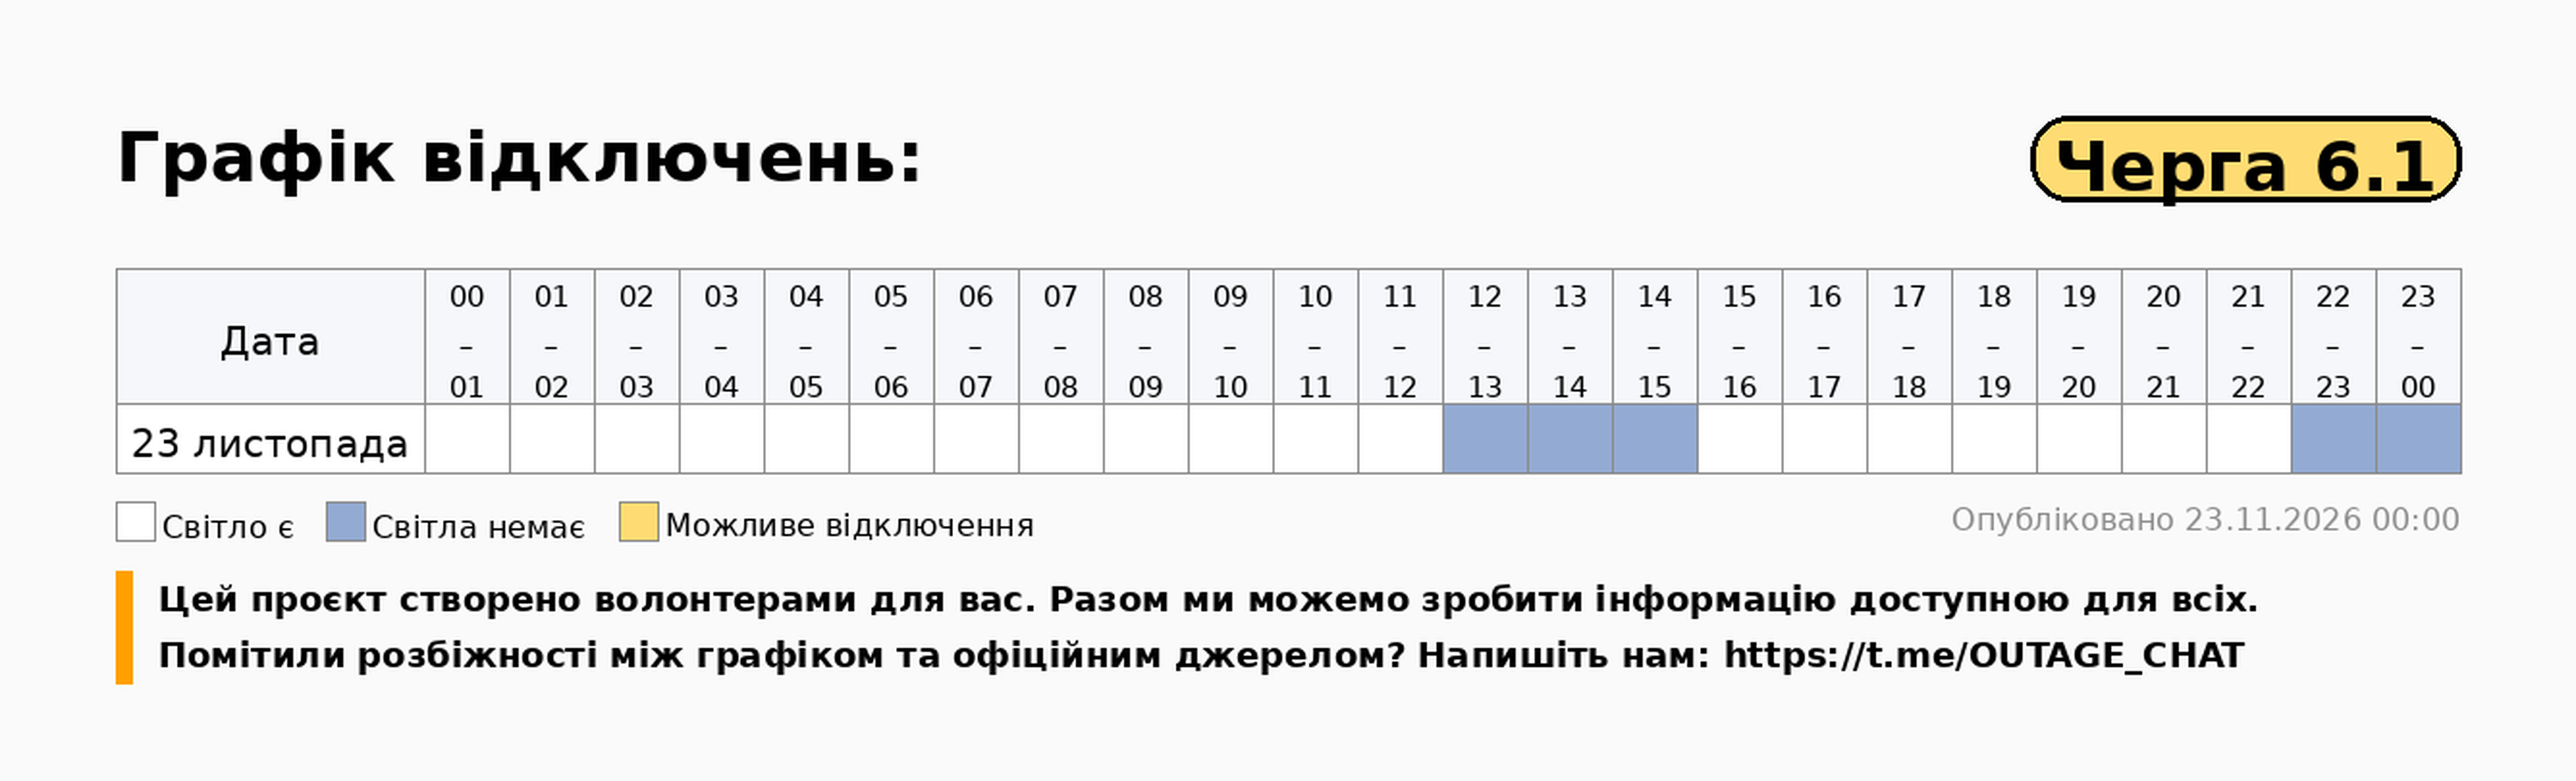 Графік відключень:
Черга 6.1
Дата 00 – 01 01 – 02 02 – 03 03 – 04 04 – 05 05 – 06 06 – 07 07 – 08 08 – 09 09 – 10 10 – 11 11 – 12 12 – 13 13 – 14 14 – 15 15 – 16 16 – 17 17 – 18 18 – 19 19 – 20 20 – 21 21 – 22 22 – 23 23 – 00
23 листопада
Світло є Світла немає Можливе відключення
Опубліковано 23.11.2026 00:00
Цей проєкт створено волонтерами для вас. Разом ми можемо зробити інформацію доступною для всіх.
Помітили розбіжності між графіком та офіційним джерелом? Напишіть нам: https://t.me/OUTAGE_CHAT